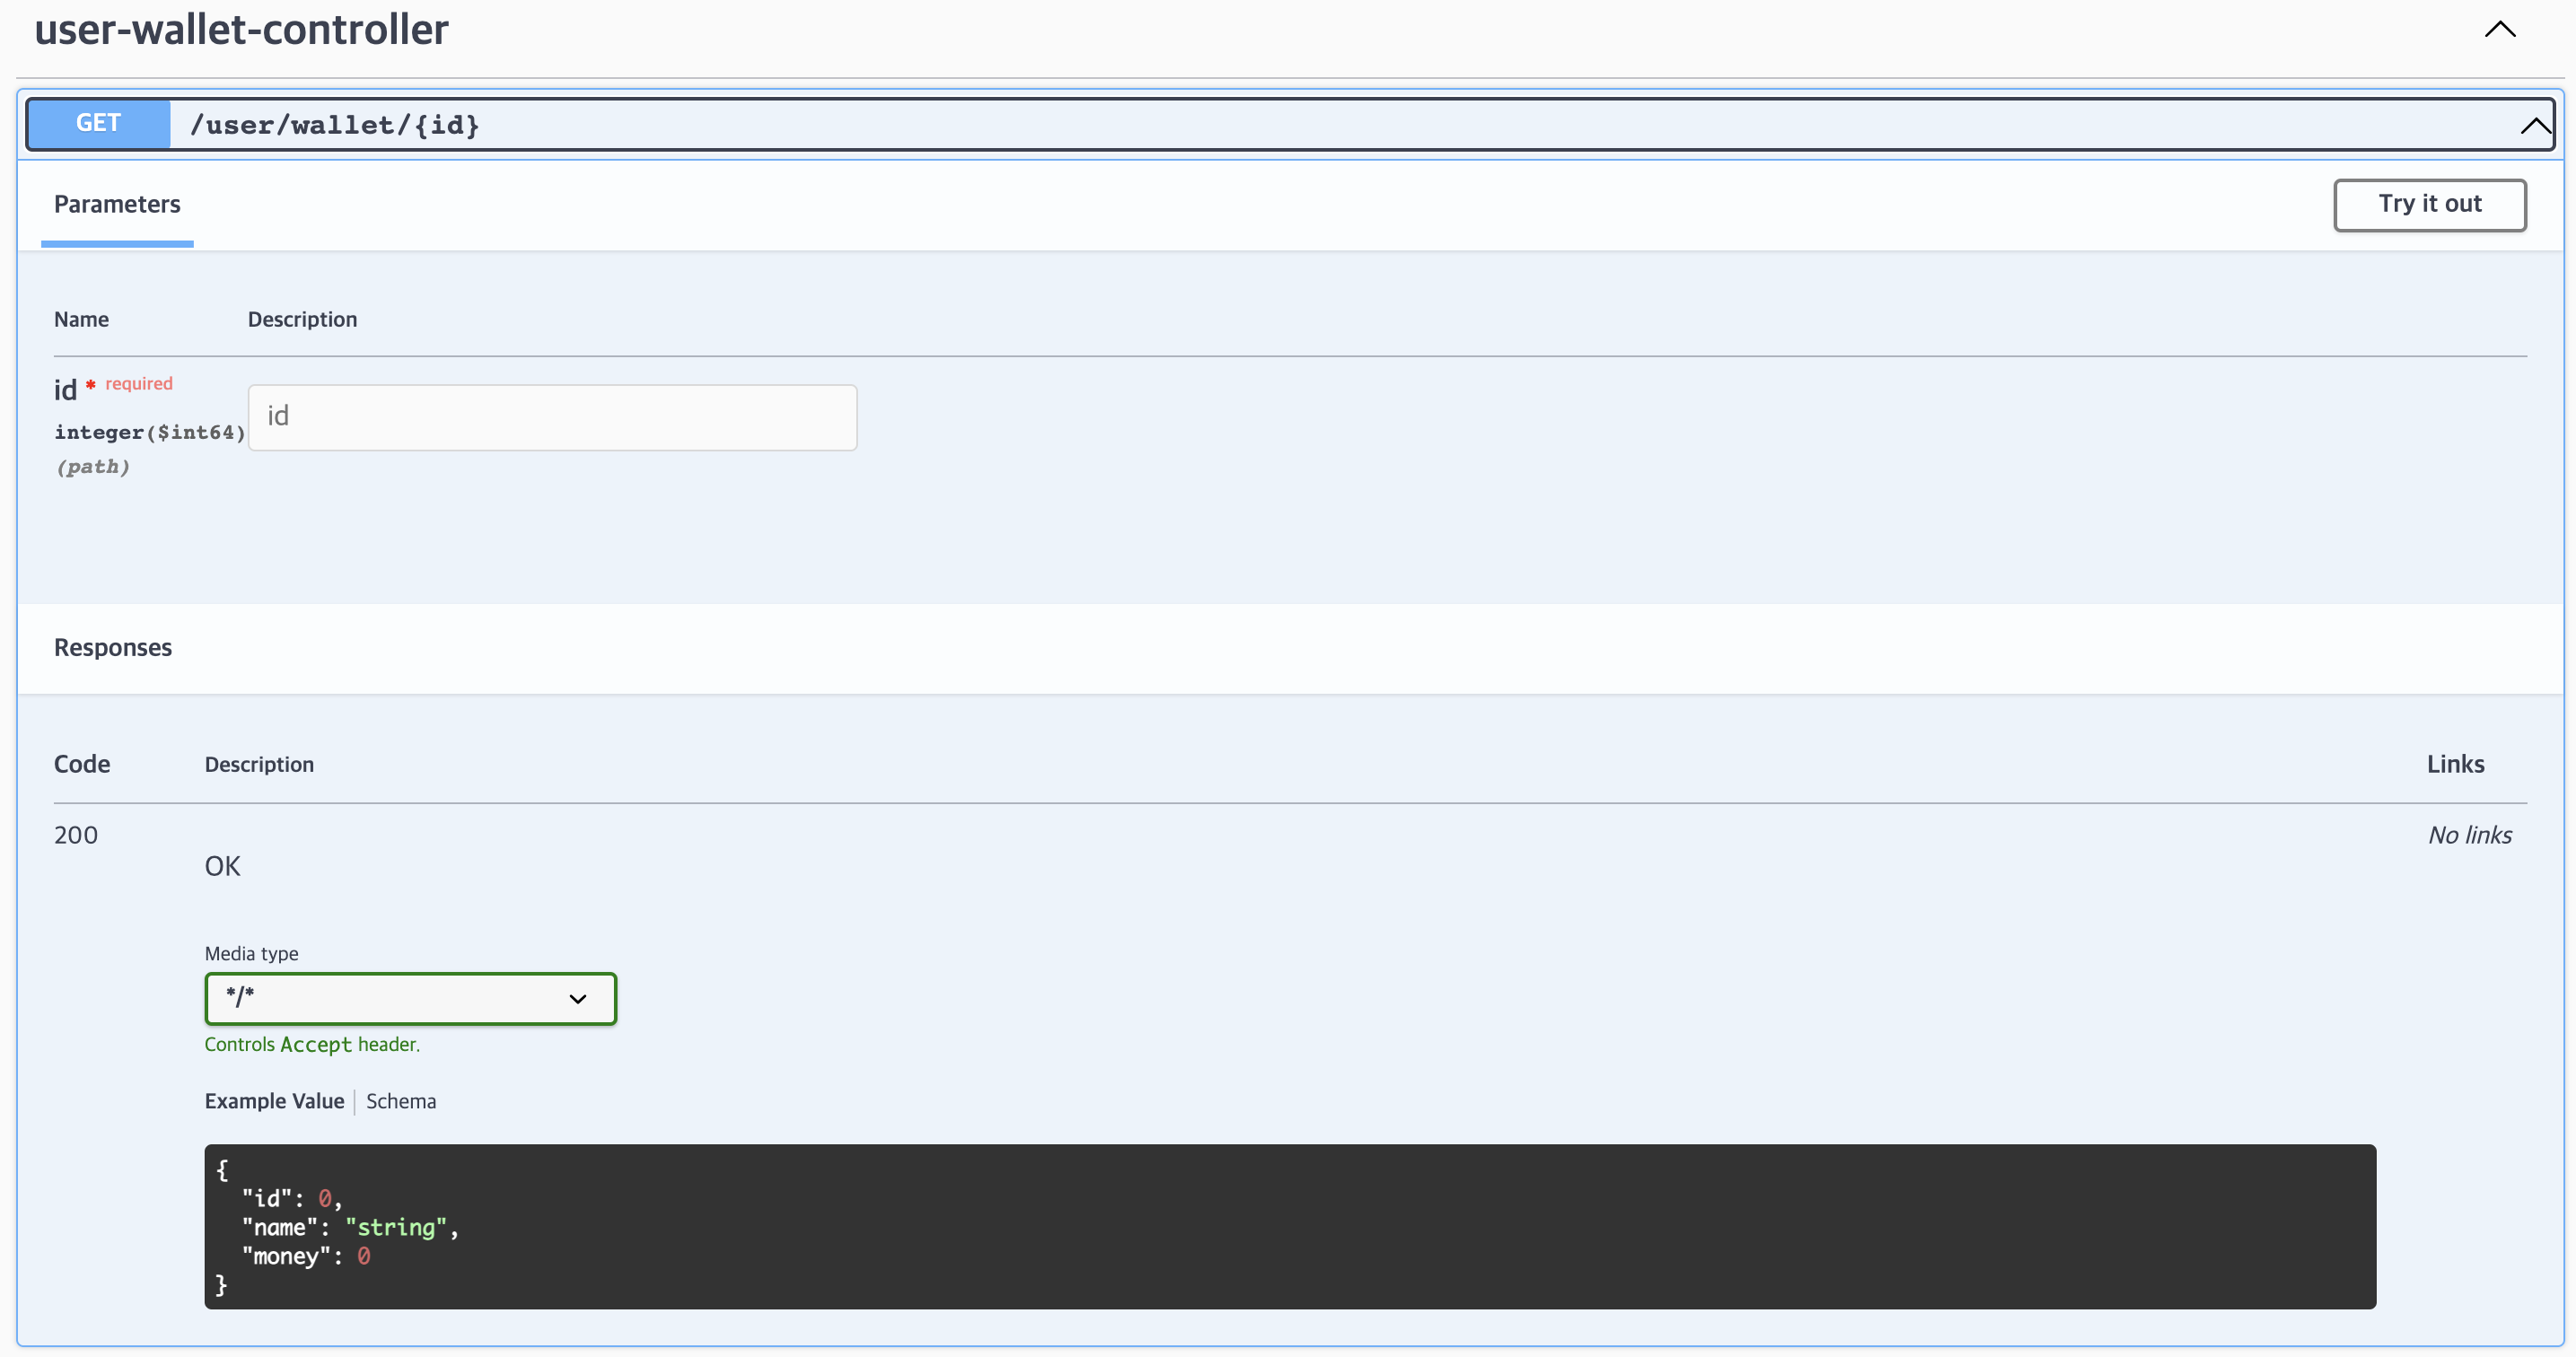 user-wallet-controller
GET /user/wallet/{id}
Parameters
Try it out
Name Description
id * required
integer($int64)
(path)
id
Responses
Code Description Links
200
OK
No links
Media type
*/*
Controls Accept header.
Example Value Schema
{
  "id": 0,
  "name": "string",
  "money": 0
}